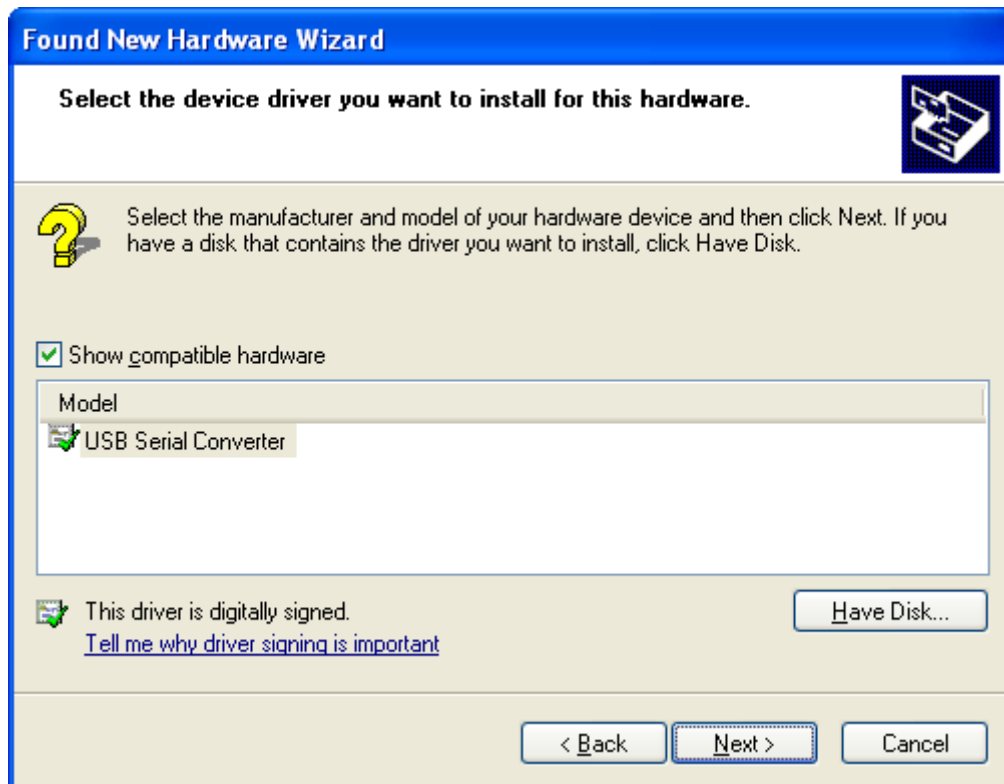 Found New Hardware Wizard
Select the device driver you want to install for this hardware.
Select the manufacturer and model of your hardware device and then click Next. If you
have a disk that contains the driver you want to install, click Have Disk.
Show compatible hardware
Model
USB Serial Converter
This driver is digitally signed.
Have Disk...
Tell me why driver signing is important
< Back
Next >
Cancel